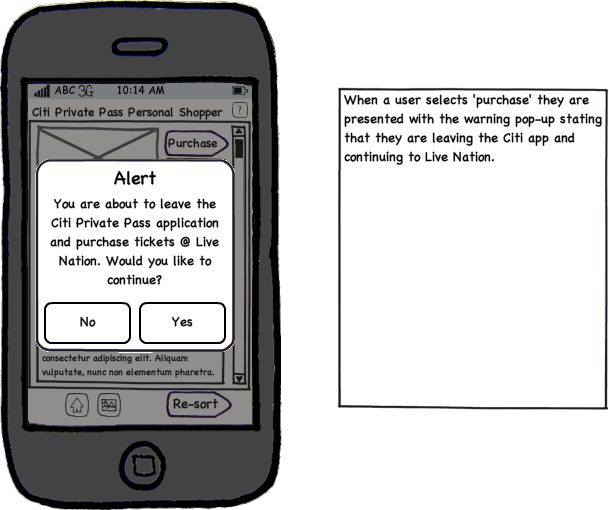 ABC 3G 10:14 AM
Citi Private Pass Personal Shopper ?
Purchase
Alert
You are about to leave the
Citi Private Pass application
and purchase tickets @ Live
Nation. Would you like to
continue?
No Yes
consectetur adipiscing elit. Aliquam
vulputate, nunc non elementum pharetra.
Re-sort
When a user selects 'purchase' they are
presented with the warning pop-up stating
that they are leaving the Citi app and
continuing to Live Nation.